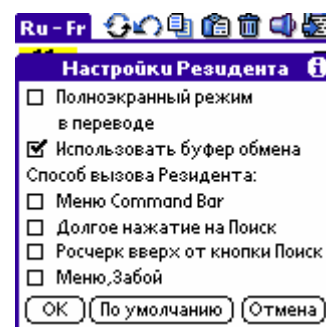 Ru-Fr
Настройки Резидента
Полноэкранный режим
в переводе
Использовать буфер обмена
Способ вызова Резидента:
Меню Command Bar
Долгое нажатие на Поиск
Росчерк вверх от кнопки Поиск
Меню,Забой
ОК По умолчанию Отмена